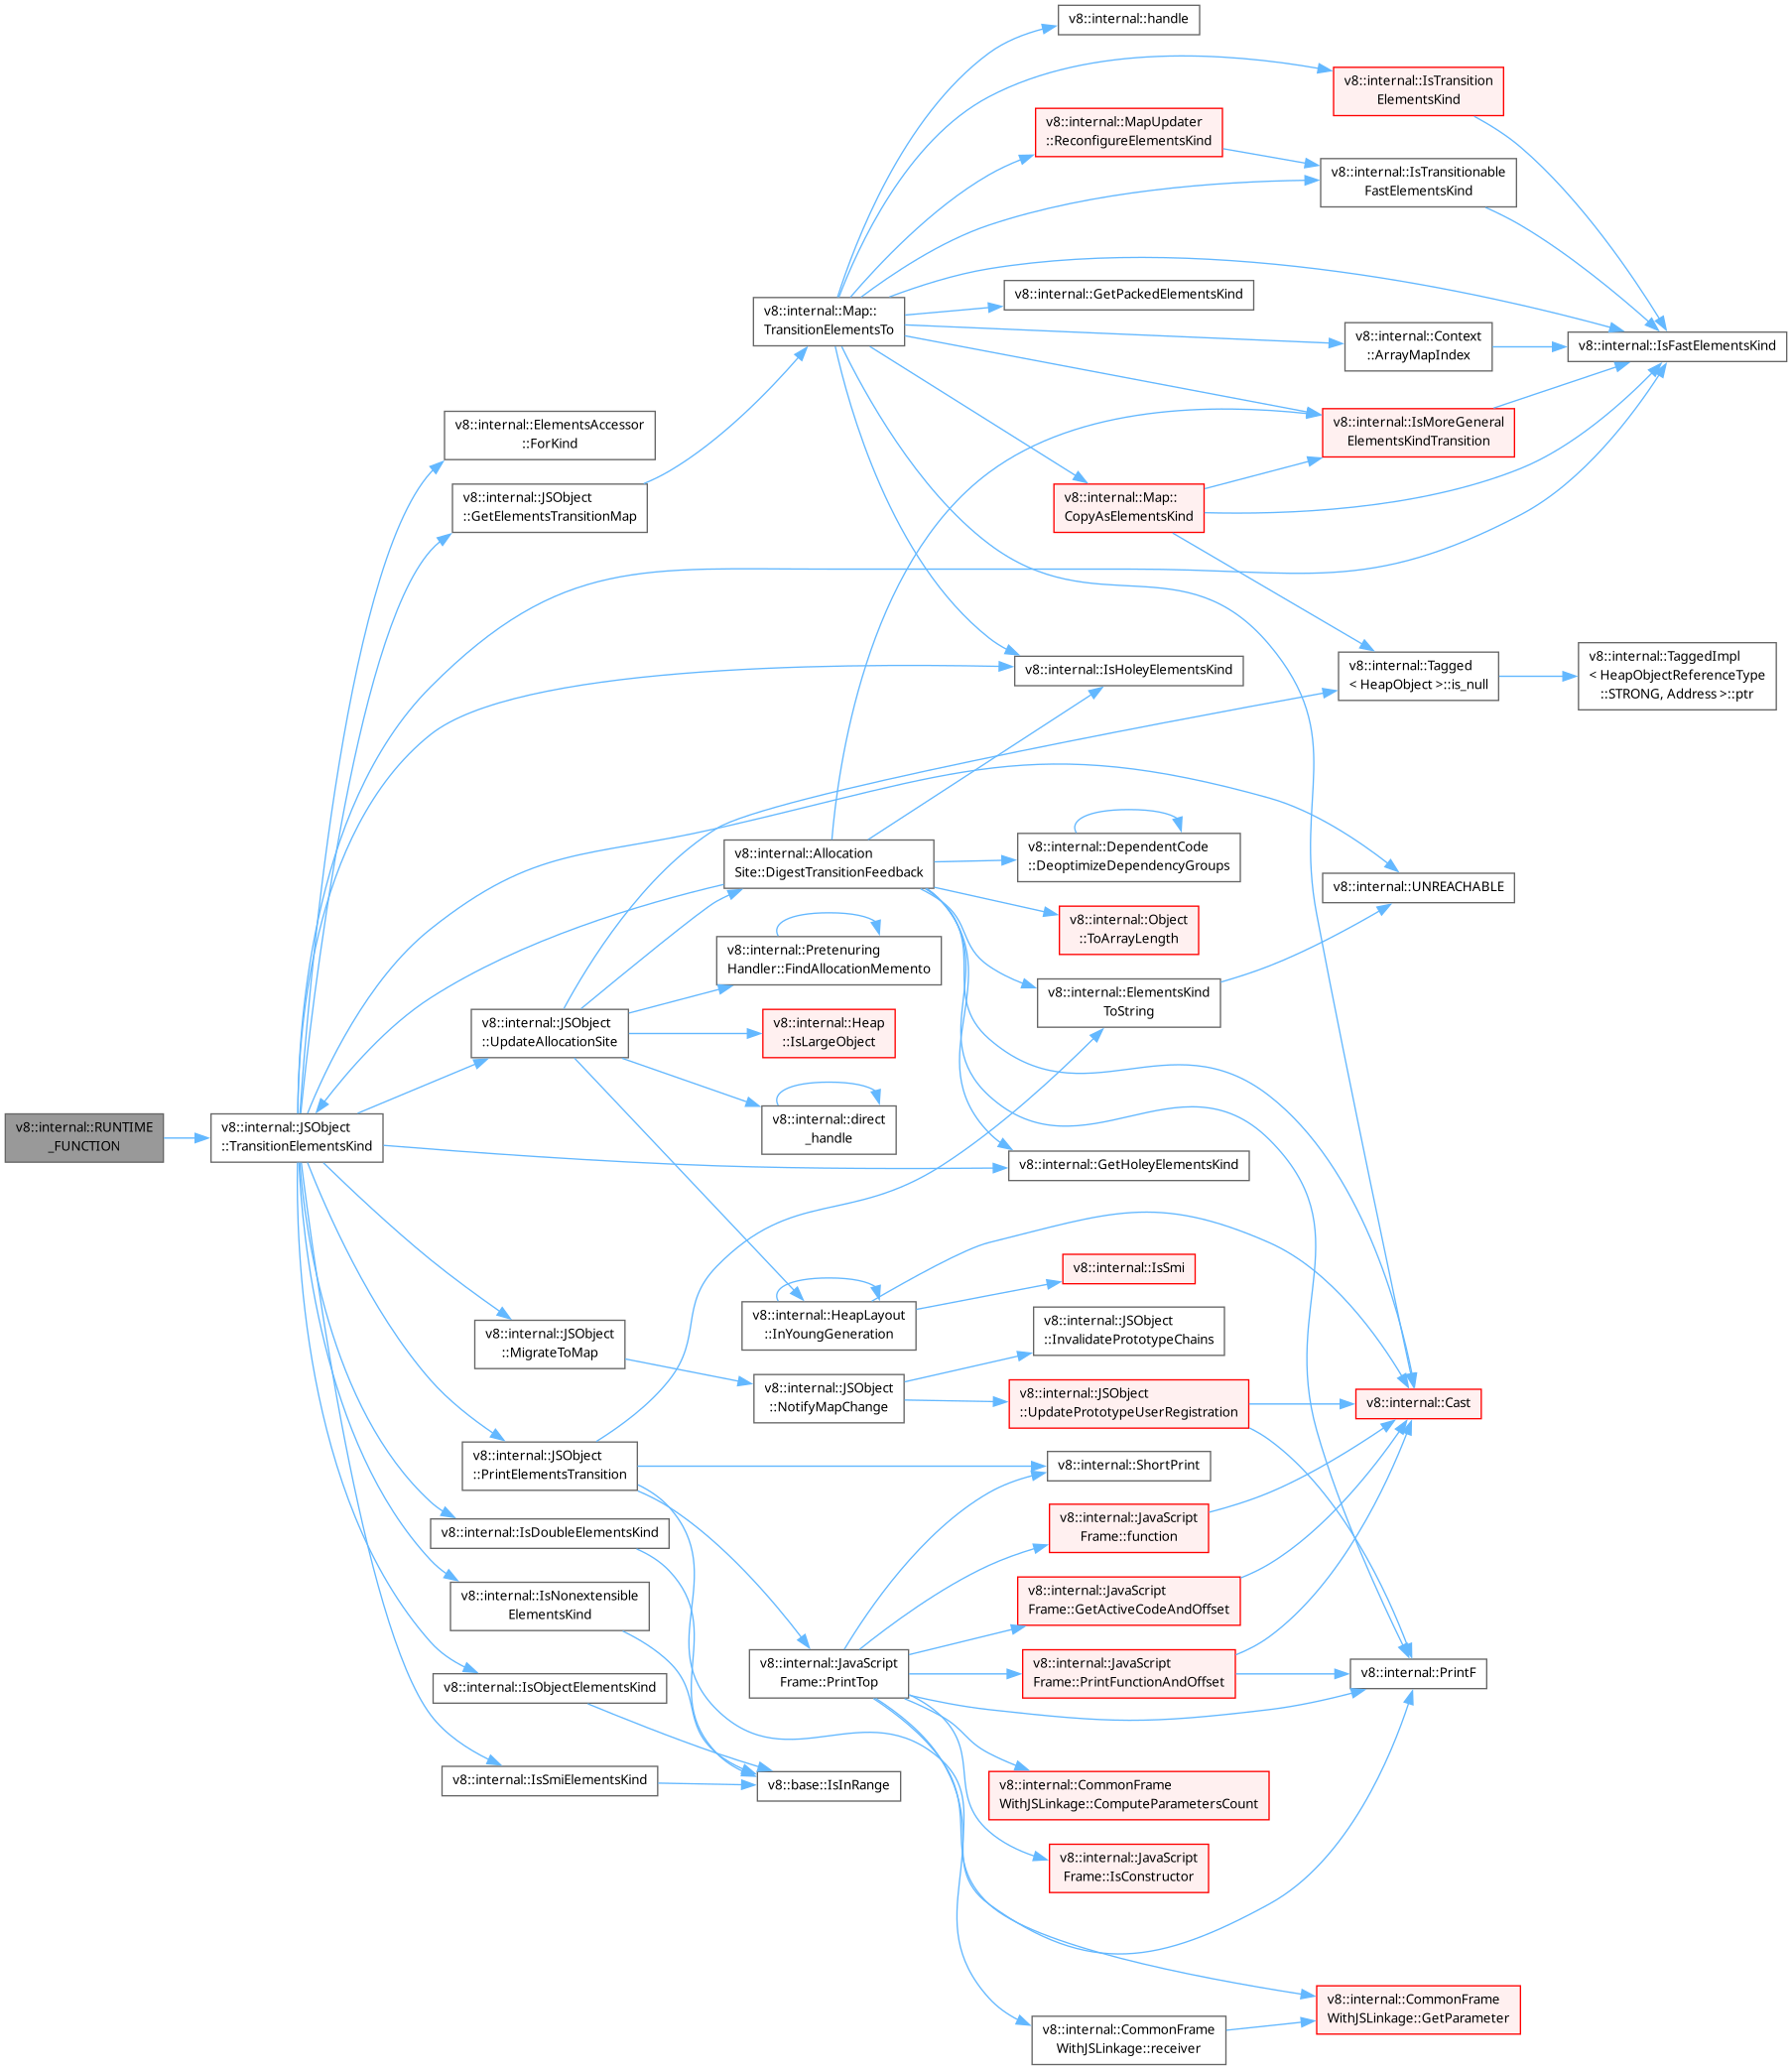 v8::internal::handle
v8::internal::IsTransition
ElementsKind
v8::internal::MapUpdater
::ReconfigureElementsKind
v8::internal::IsTransitionable
FastElementsKind
v8::internal::GetPackedElementsKind
v8::internal::Map::
TransitionElementsTo
v8::internal::Context
::ArrayMapIndex
v8::internal::IsFastElementsKind
v8::internal::ElementsAccessor
::ForKind
v8::internal::IsMoreGeneral
ElementsKindTransition
v8::internal::JSObject
::GetElementsTransitionMap
v8::internal::Map::
CopyAsElementsKind
v8::internal::IsHoleyElementsKind
v8::internal::Tagged
< HeapObject >::is_null
v8::internal::TaggedImpl
< HeapObjectReferenceType
::STRONG, Address >::ptr
v8::internal::Allocation
Site::DigestTransitionFeedback
v8::internal::DependentCode
::DeoptimizeDependencyGroups
v8::internal::UNREACHABLE
v8::internal::Object
::ToArrayLength
v8::internal::Pretenuring
Handler::FindAllocationMemento
v8::internal::ElementsKind
ToString
v8::internal::JSObject
::UpdateAllocationSite
v8::internal::Heap
::IsLargeObject
v8::internal::direct
_handle
v8::internal::RUNTIME
_FUNCTION
v8::internal::JSObject
::TransitionElementsKind
v8::internal::GetHoleyElementsKind
v8::internal::IsSmi
v8::internal::HeapLayout
::InYoungGeneration
v8::internal::JSObject
::InvalidatePrototypeChains
v8::internal::JSObject
::MigrateToMap
v8::internal::JSObject
::NotifyMapChange
v8::internal::JSObject
::UpdatePrototypeUserRegistration
v8::internal::Cast
v8::internal::JSObject
::PrintElementsTransition
v8::internal::ShortPrint
v8::internal::JavaScript
Frame::function
v8::internal::IsDoubleElementsKind
v8::internal::IsNonextensible
ElementsKind
v8::internal::JavaScript
Frame::GetActiveCodeAndOffset
v8::internal::JavaScript
Frame::PrintTop
v8::internal::JavaScript
Frame::PrintFunctionAndOffset
v8::internal::PrintF
v8::internal::IsObjectElementsKind
v8::internal::IsSmiElementsKind
v8::base::IsInRange
v8::internal::CommonFrame
WithJSLinkage::ComputeParametersCount
v8::internal::JavaScript
Frame::IsConstructor
v8::internal::CommonFrame
WithJSLinkage::GetParameter
v8::internal::CommonFrame
WithJSLinkage::receiver